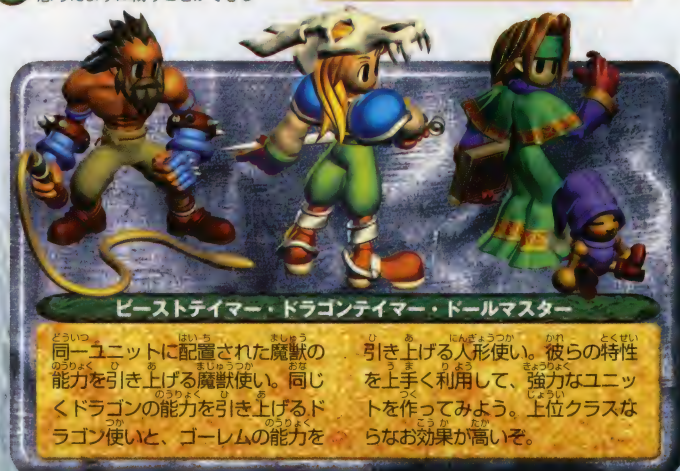 ビーストテイマー・ドラゴンテイマー・ドールマスター
同一ユニットに配置された魔獣の
能力を引き上げる魔獣使い。同じ
くドラゴンの能力を引き上げるド
ラゴン使いと、ゴーレムの能力を
引き上げる人形使い。彼らの特性
を上手く利用して、強力なユニッ
トを作ってみよう。上位クラスな
らなお効果が高いぞ。